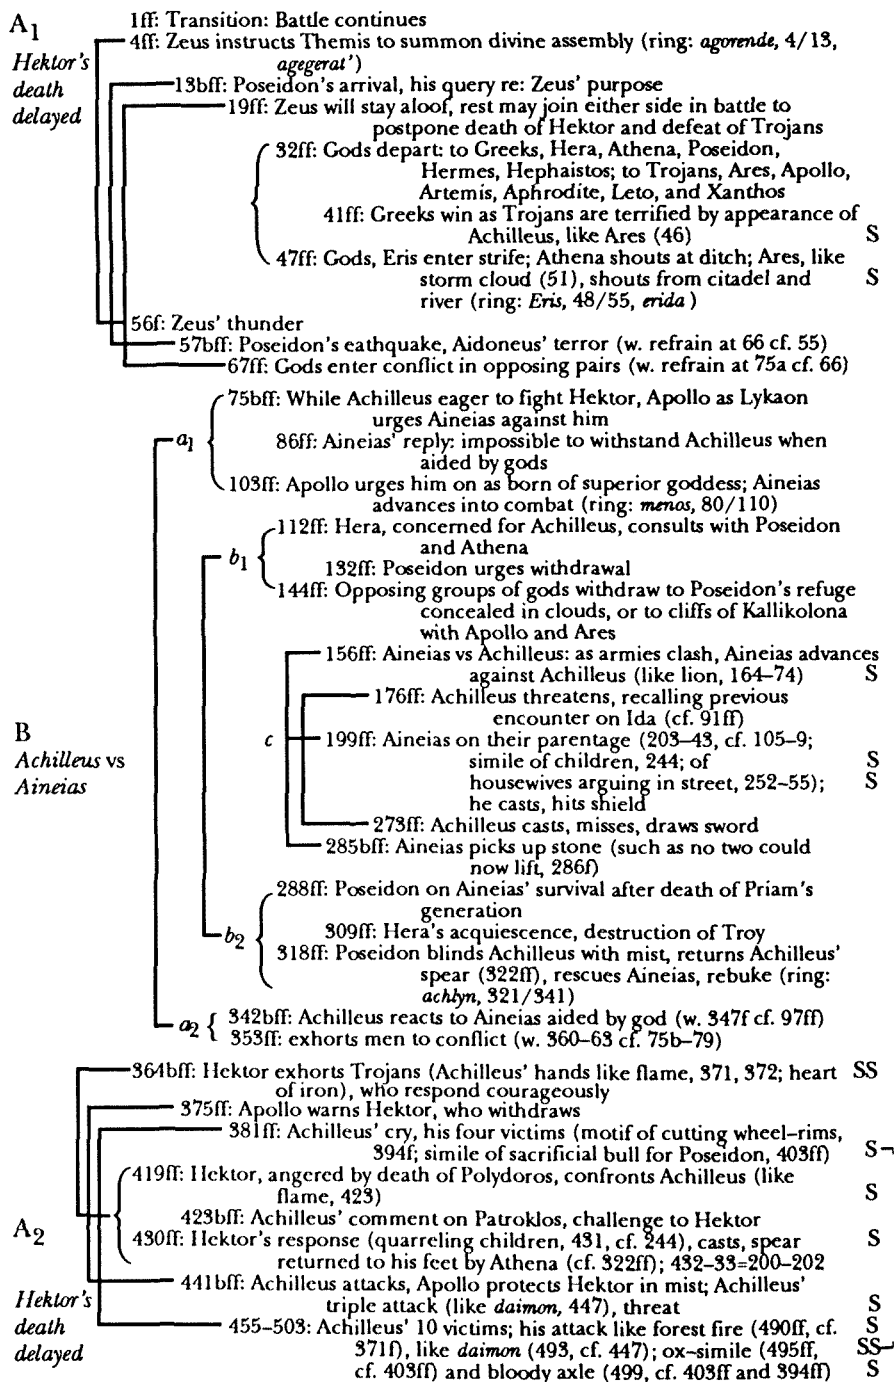 A1
Hektor's
death
delayed
1ff: Transition: Battle continues
4ff: Zeus instructs Themis to summon divine assembly (ring: agorende, 4/13,
agegerat')
13bff: Poseidon's arrival, his query re: Zeus' purpose
19ff: Zeus will stay aloof, rest may join either side in battle to
postpone death of Hektor and defeat of Trojans
32ff: Gods depart: to Greeks, Hera, Athena, Poseidon,
Hermes, Hephaistos; to Trojans, Ares, Apollo,
Artemis, Aphrodite, Leto, and Xanthos
41ff: Greeks win as Trojans are terrified by appearance of
Achilleus, like Ares (46) S
47ff: Gods, Eris enter strife; Athena shouts at ditch; Ares, like
storm cloud (51), shouts from citadel and S
river (ring: Eris, 48/55, erida)
56f: Zeus' thunder
57bff: Poseidon's eathquake, Aidoneus' terror (w. refrain at 66 cf. 55)
67ff: Gods enter conflict in opposing pairs (w. refrain at 75a cf. 66)
B
Achilleus vs
Aineias
a1
75bff: While Achilleus eager to fight Hektor, Apollo as Lykaon
urges Aineias against him
86ff: Aineias' reply: impossible to withstand Achilleus when
aided by gods
103ff: Apollo urges him on as born of superior goddess; Aineias
advances into combat (ring: menos, 80/110)
b1
112ff: Hera, concerned for Achilleus, consults with Poseidon
and Athena
132ff: Poseidon urges withdrawal
144ff: Opposing groups of gods withdraw to Poseidon's refuge
concealed in clouds, or to cliffs of Kallikolona
with Apollo and Ares
c
156ff: Aineias vs Achilleus: as armies clash, Aineias advances
against Achilleus (like lion, 164-74) S
176ff: Achilleus threatens, recalling previous
encounter on Ida (cf. 91ff)
199ff: Aineias on their parentage (203-43, cf. 105-9;
simile of children, 244; of S
housewives arguing in street, 252-55); S
he casts, hits shield
273ff: Achilleus casts, misses, draws sword
285bff: Aineias picks up stone (such as no two could
now lift, 286f)
b2
288ff: Poseidon on Aineias' survival after death of Priam's
generation
309ff: Hera's acquiescence, destruction of Troy
318ff: Poseidon blinds Achilleus with mist, returns Achilleus'
spear (322ff), rescues Aineias, rebuke (ring:
achlyn, 321/341)
a2
342bff: Achilleus reacts to Aineias aided by god (w. 347f cf. 97ff)
353ff: exhorts men to conflict (w. 360-63 cf. 75b-79)
A2
Hektor's
death
delayed
364bff: Hektor exhorts Trojans (Achilleus' hands like flame, 371, 372; heart SS
of iron), who respond courageously
375ff: Apollo warns Hektor, who withdraws
381ff: Achilleus' cry, his four victims (motif of cutting wheel-rims,
394f; simile of sacrificial bull for Poseidon, 403ff) S
419ff: Hektor, angered by death of Polydoros, confronts Achilleus (like
flame, 423) S
423bff: Achilleus' comment on Patroklos, challenge to Hektor
430ff: Hektor's response (quarreling children, 431, cf. 244), casts, spear S
returned to his feet by Athena (cf. 322ff); 432-33=200-202
441bff: Achilleus attacks, Apollo protects Hektor in mist; Achilleus'
triple attack (like daimon, 447), threat S
455-503: Achilleus' 10 victims; his attack like forest fire (490ff, cf. S
371f), like daimon (493, cf. 447); ox-simile (495ff, SS
cf. 403ff) and bloody axle (499, cf. 403ff and 394ff) S